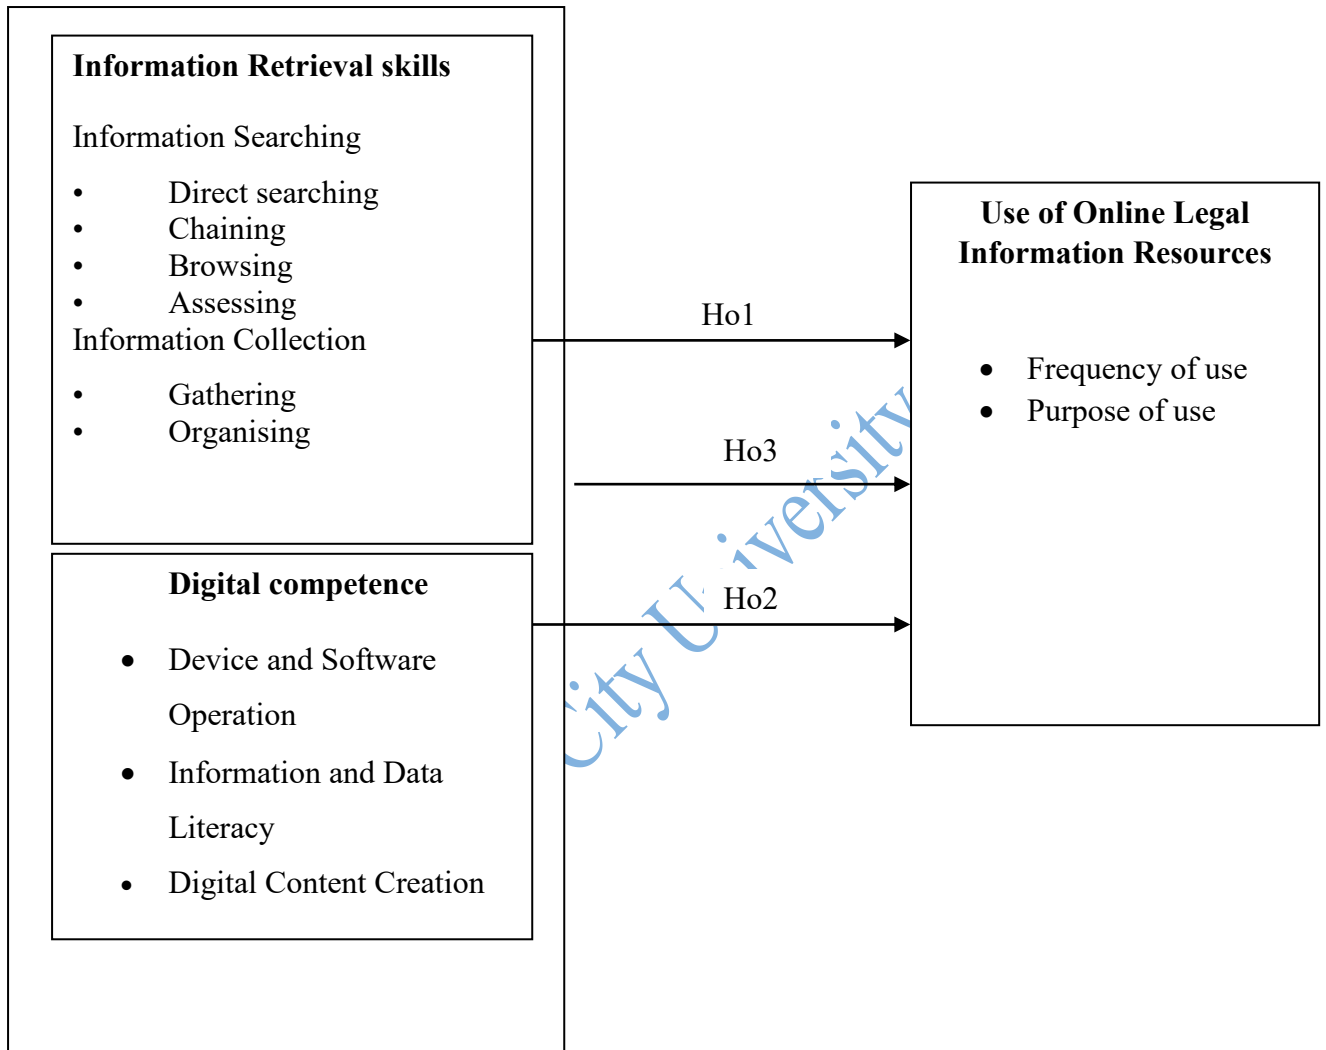 Information Retrieval skills
Information Searching
• Direct searching
• Chaining
• Browsing
• Assessing
Information Collection
• Gathering
• Organising
Digital competence
• Device and Software
Operation
• Information and Data
Literacy
• Digital Content Creation
Ho1
Ho3
Ho2
Use of Online Legal
Information Resources
• Frequency of use
• Purpose of use
City University